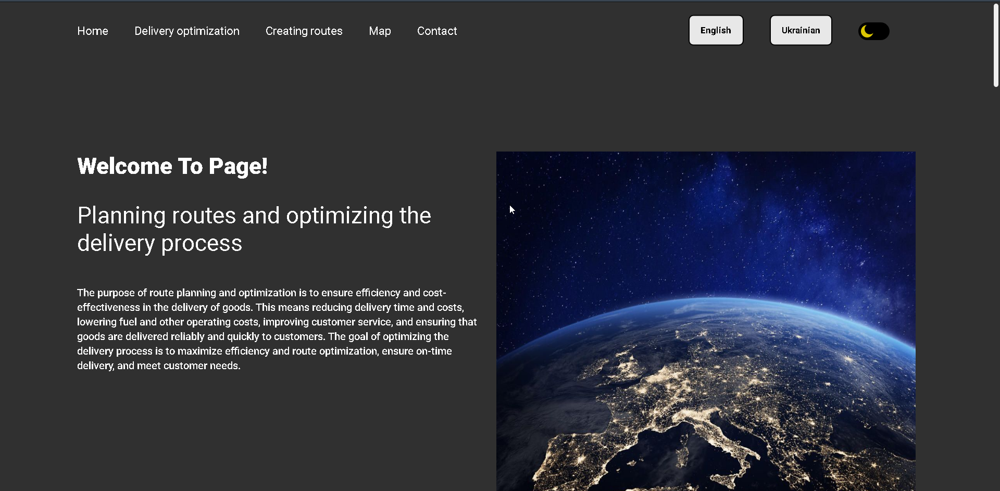 Home Delivery optimization Creating routes Map Contact English Ukrainian
Welcome To Page!
Planning routes and optimizing the
delivery process
The purpose of route planning and optimization is to ensure efficiency and cost-
effectiveness in the delivery of goods. This means reducing delivery time and costs,
lowering fuel and other operating costs, improving customer service, and ensuring that
goods are delivered reliably and quickly to customers. The goal of optimizing the
delivery process is to maximize efficiency and route optimization, ensure on-time
delivery, and meet customer needs.